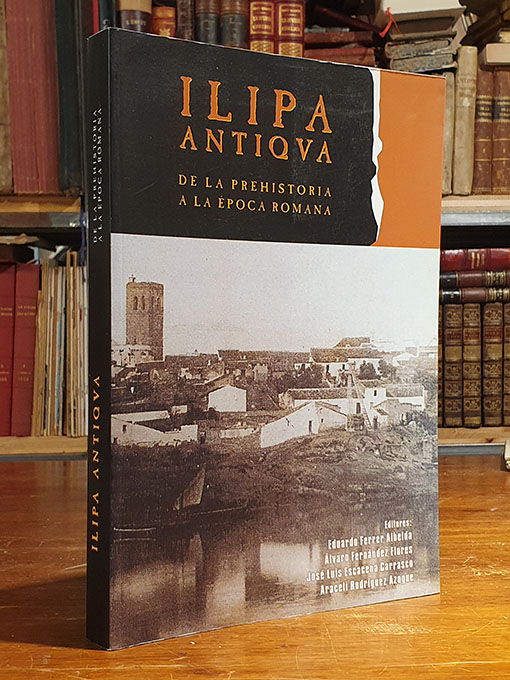 ILIPA
ANTIQVA
DE LA PREHISTORIA
A LA ÉPOCA ROMANA
Editores:
Eduardo Ferrer Albelda
Álvaro Fernández Flores
José Luis Escacena Carrasco
Araceli Rodríguez Azogue
ILIPA ANTIQVA
DE LA PREHISTORIA
A LA ÉPOCA ROMANA